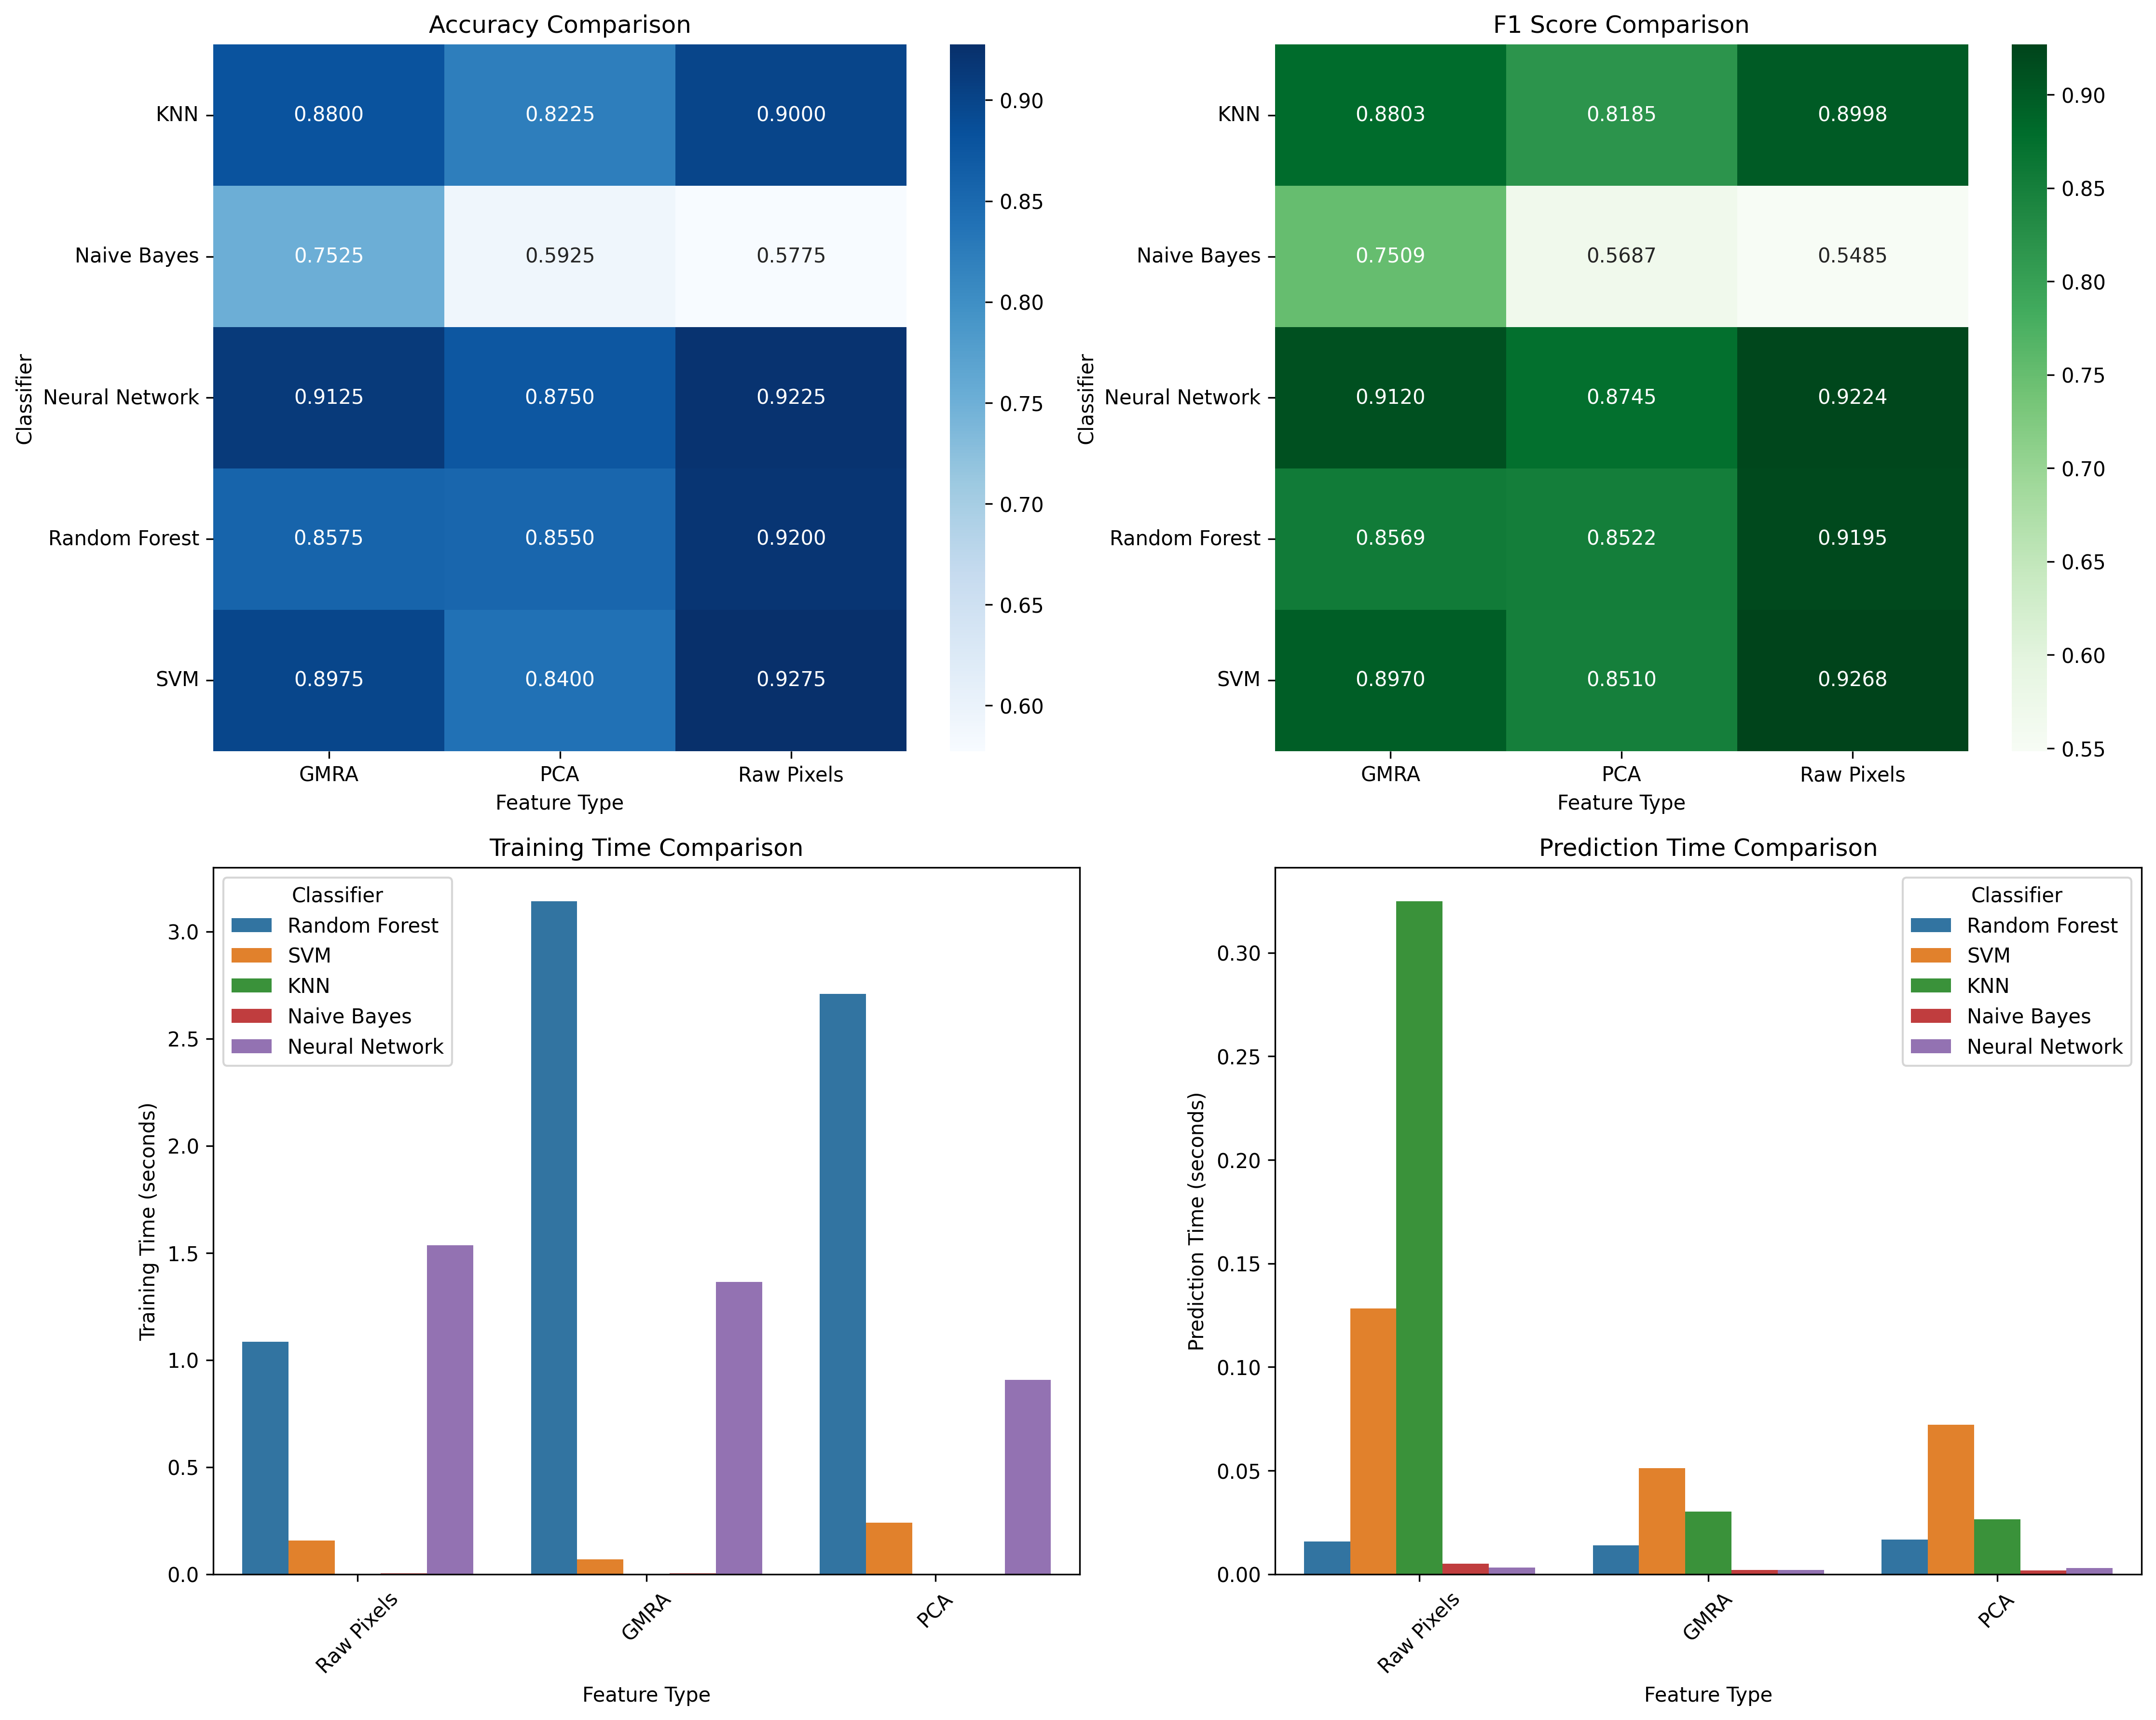 Accuracy Comparison
KNN 0.8800 0.8225 0.9000
Naive Bayes 0.7525 0.5925 0.5775
Neural Network 0.9125 0.8750 0.9225
Random Forest 0.8575 0.8550 0.9200
SVM 0.8975 0.8400 0.9275
Classifier
GMRA PCA Raw Pixels
Feature Type
0.90
0.85
0.80
0.75
0.70
0.65
0.60
F1 Score Comparison
KNN 0.8803 0.8185 0.8998
Naive Bayes 0.7509 0.5687 0.5485
Neural Network 0.9120 0.8745 0.9224
Random Forest 0.8569 0.8522 0.9195
SVM 0.8970 0.8510 0.9268
Classifier
GMRA PCA Raw Pixels
Feature Type
0.90
0.85
0.80
0.75
0.70
0.65
0.60
0.55
Training Time Comparison
Classifier
Random Forest
SVM
KNN
Naive Bayes
Neural Network
Training Time (seconds)
3.0
2.5
2.0
1.5
1.0
0.5
0.0
Raw Pixels GMRA PCA
Feature Type
Prediction Time Comparison
Classifier
Random Forest
SVM
KNN
Naive Bayes
Neural Network
Prediction Time (seconds)
0.30
0.25
0.20
0.15
0.10
0.05
0.00
Raw Pixels GMRA PCA
Feature Type